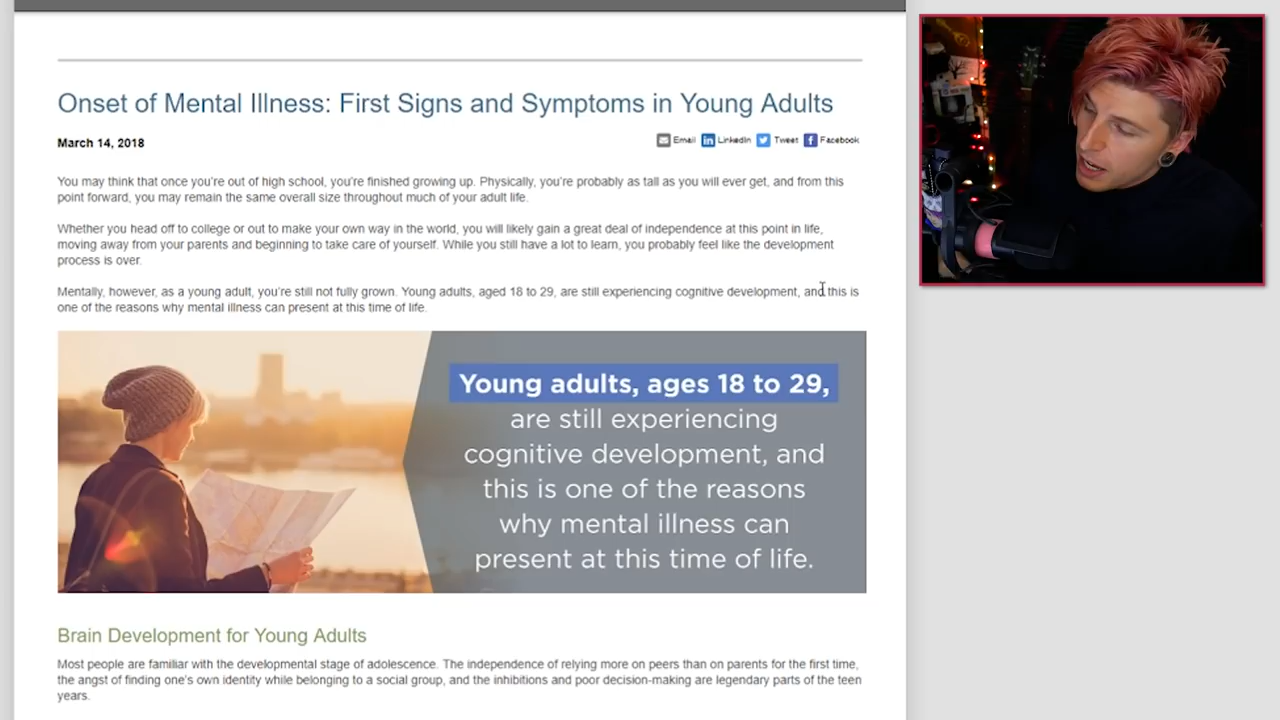 Onset of Mental Illness: First Signs and Symptoms in Young Adults
March 14, 2018
Email LinkedIn Tweet Facebook
You may think that once you're out of high school, you're finished growing up. Physically, you're probably as tall as you will ever get, and from this
point forward, you may remain the same overall size throughout much of your adult life.
Whether you head off to college or out to make your own way in the world, you will likely gain a great deal of independence at this point in life,
moving away from your parents and beginning to take care of yourself. While you still have a lot to learn, you probably feel like the development
process is over.
Mentally, however, as a young adult, you're still not fully grown. Young adults, aged 18 to 29, are still experiencing cognitive development, and this is
one of the reasons why mental illness can present at this time of life.
Young adults, ages 18 to 29,
are still experiencing
cognitive development, and
this is one of the reasons
why mental illness can
present at this time of life.
Brain Development for Young Adults
Most people are familiar with the developmental stage of adolescence. The independence of relying more on peers than on parents for the first time,
the angst of finding one's own identity while belonging to a social group, and the inhibitions and poor decision-making are legendary parts of the teen
years.